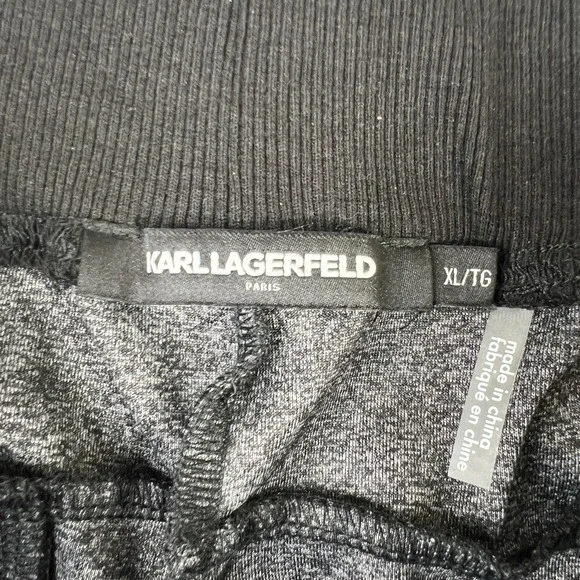 KARL LAGERFELD
PARIS
XL/TG
made in china
fabriqué en chine